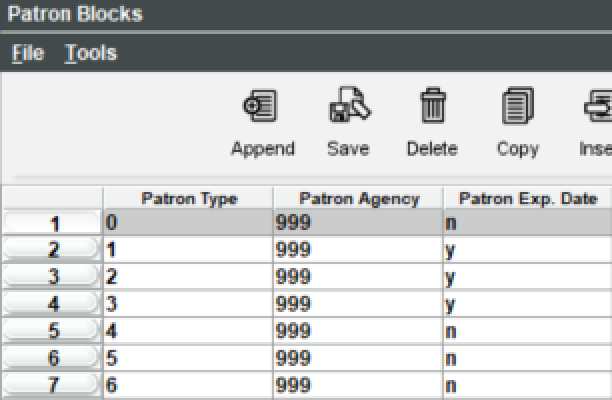 Patron Blocks
File Tools
Append Save Delete Copy Inse
Patron Type Patron Agency Patron Exp. Date
1 0 999 n
2 1 999 y
3 2 999 y
4 3 999 y
5 4 999 n
6 5 999 n
7 6 999 n